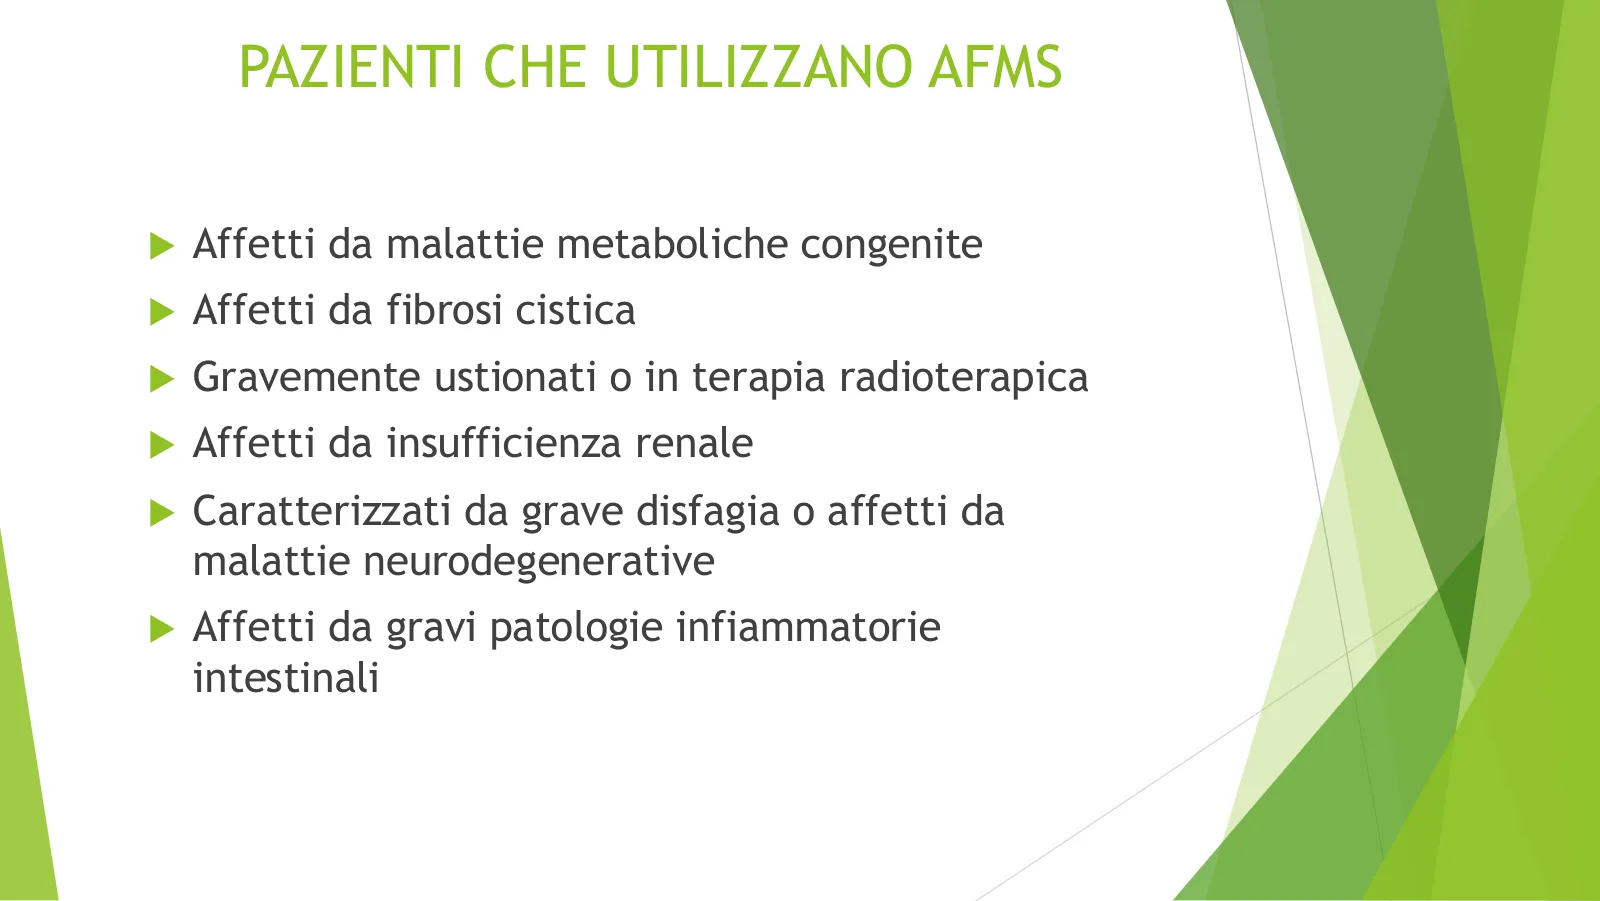 PAZIENTI CHE UTILIZZANO AFMS
Affetti da malattie metaboliche congenite
Affetti da fibrosi cistica
Gravemente ustionati o in terapia radioterapica
Affetti da insufficienza renale
Caratterizzati da grave disfagia o affetti da
malattie neurodegenerative
Affetti da gravi patologie infiammatorie
intestinali